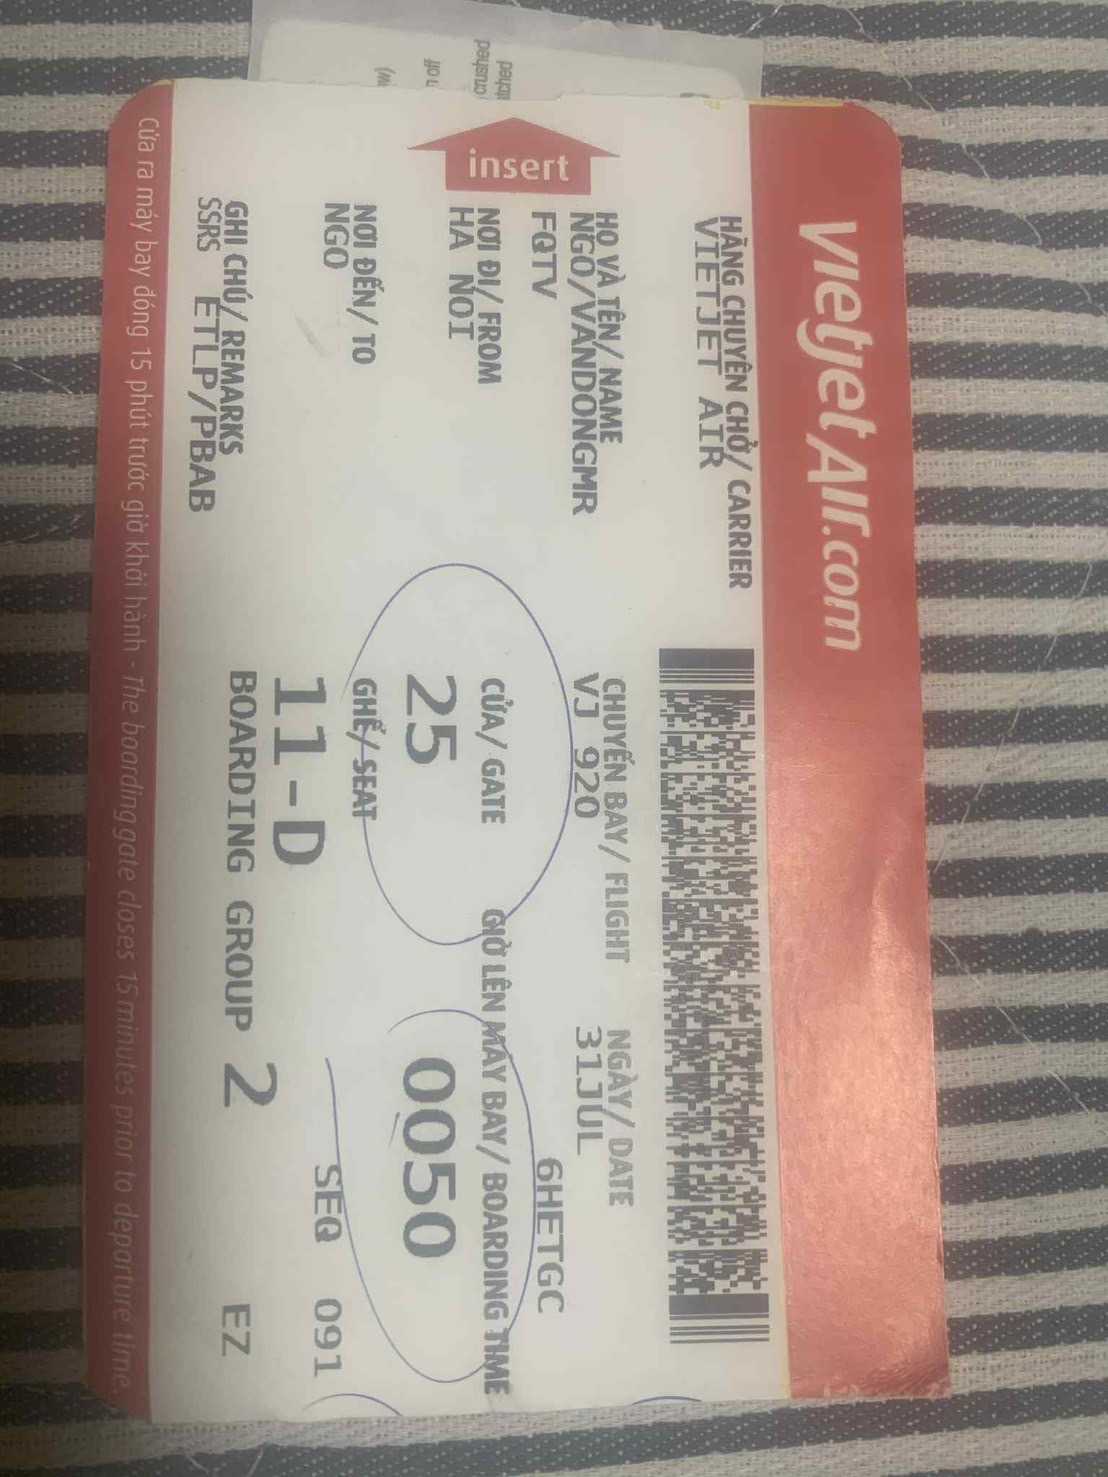 vietjetAir.com
HÃNG CHUYÊN CHỞ/ CARRIER
VIETJET AIR
insert
HỌ VÀ TÊN/ NAME
NGO/VANDONGMR
FQTV
CHUYẾN BAY/ FLIGHT
VJ 920
NGÀY/ DATE
31JUL
6HETGC
NƠI ĐI/ FROM
HA NOI
CỬA/ GATE
25
GIỜ LÊN MÁY BAY/ BOARDING TIME
0050
NƠI ĐẾN/ TO
NGO
GHẾ/ SEAT
11-D
SEQ 091
GHI CHÚ/ REMARKS
SSRS ETLP/PBAB
BOARDING GROUP 2
EZ
Cửa ra máy bay đóng 15 phút trước giờ khởi hành - The boarding gate closes 15 minutes prior to departure time.
crushed